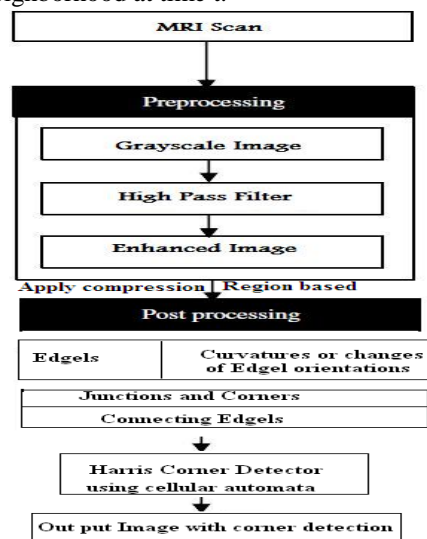 eighborhood at time t.
MRI Scan
Preprocessing
Grayscale Image
High Pass Filter
Enhanced Image
Apply compression Region based
Post processing
Edgels
Curvatures or changes
of Edgel orientations
Junctions and Corners
Connecting Edgels
Harris Corner Detector
using cellular automata
Out put Image with corner detection